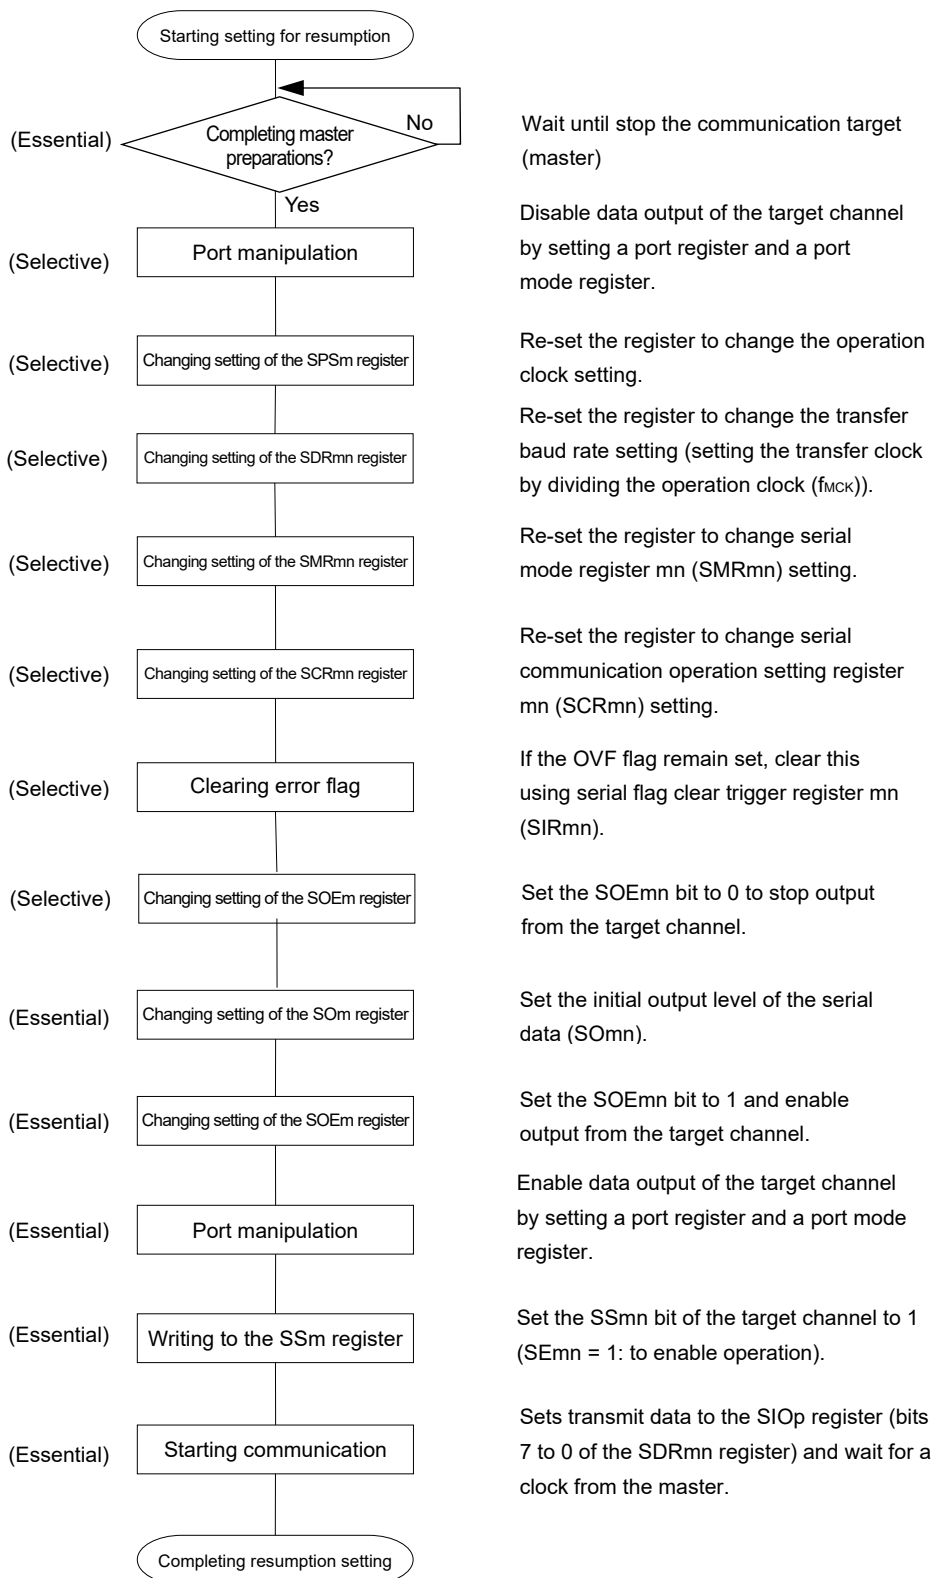 Starting setting for resumption
(Essential)
Completing master
preparations?
No
Yes
Wait until stop the communication target
(master)
(Selective)
Port manipulation
Disable data output of the target channel
by setting a port register and a port
mode register.
(Selective)
Changing setting of the SPSm register
Re-set the register to change the operation
clock setting.
(Selective)
Changing setting of the SDRmn register
Re-set the register to change the transfer
baud rate setting (setting the transfer clock
by dividing the operation clock (fMCK)).
(Selective)
Changing setting of the SMRmn register
Re-set the register to change serial
mode register mn (SMRmn) setting.
(Selective)
Changing setting of the SCRmn register
Re-set the register to change serial
communication operation setting register
mn (SCRmn) setting.
(Selective)
Clearing error flag
If the OVF flag remain set, clear this
using serial flag clear trigger register mn
(SIRmn).
(Selective)
Changing setting of the SOEm register
Set the SOEmn bit to 0 to stop output
from the target channel.
(Essential)
Changing setting of the SOm register
Set the initial output level of the serial
data (SOmn).
(Essential)
Changing setting of the SOEm register
Set the SOEmn bit to 1 and enable
output from the target channel.
(Essential)
Port manipulation
Enable data output of the target channel
by setting a port register and a port mode
register.
(Essential)
Writing to the SSm register
Set the SSmn bit of the target channel to 1
(SEmn = 1: to enable operation).
(Essential)
Starting communication
Sets transmit data to the SIOp register (bits
7 to 0 of the SDRmn register) and wait for a
clock from the master.
Completing resumption setting